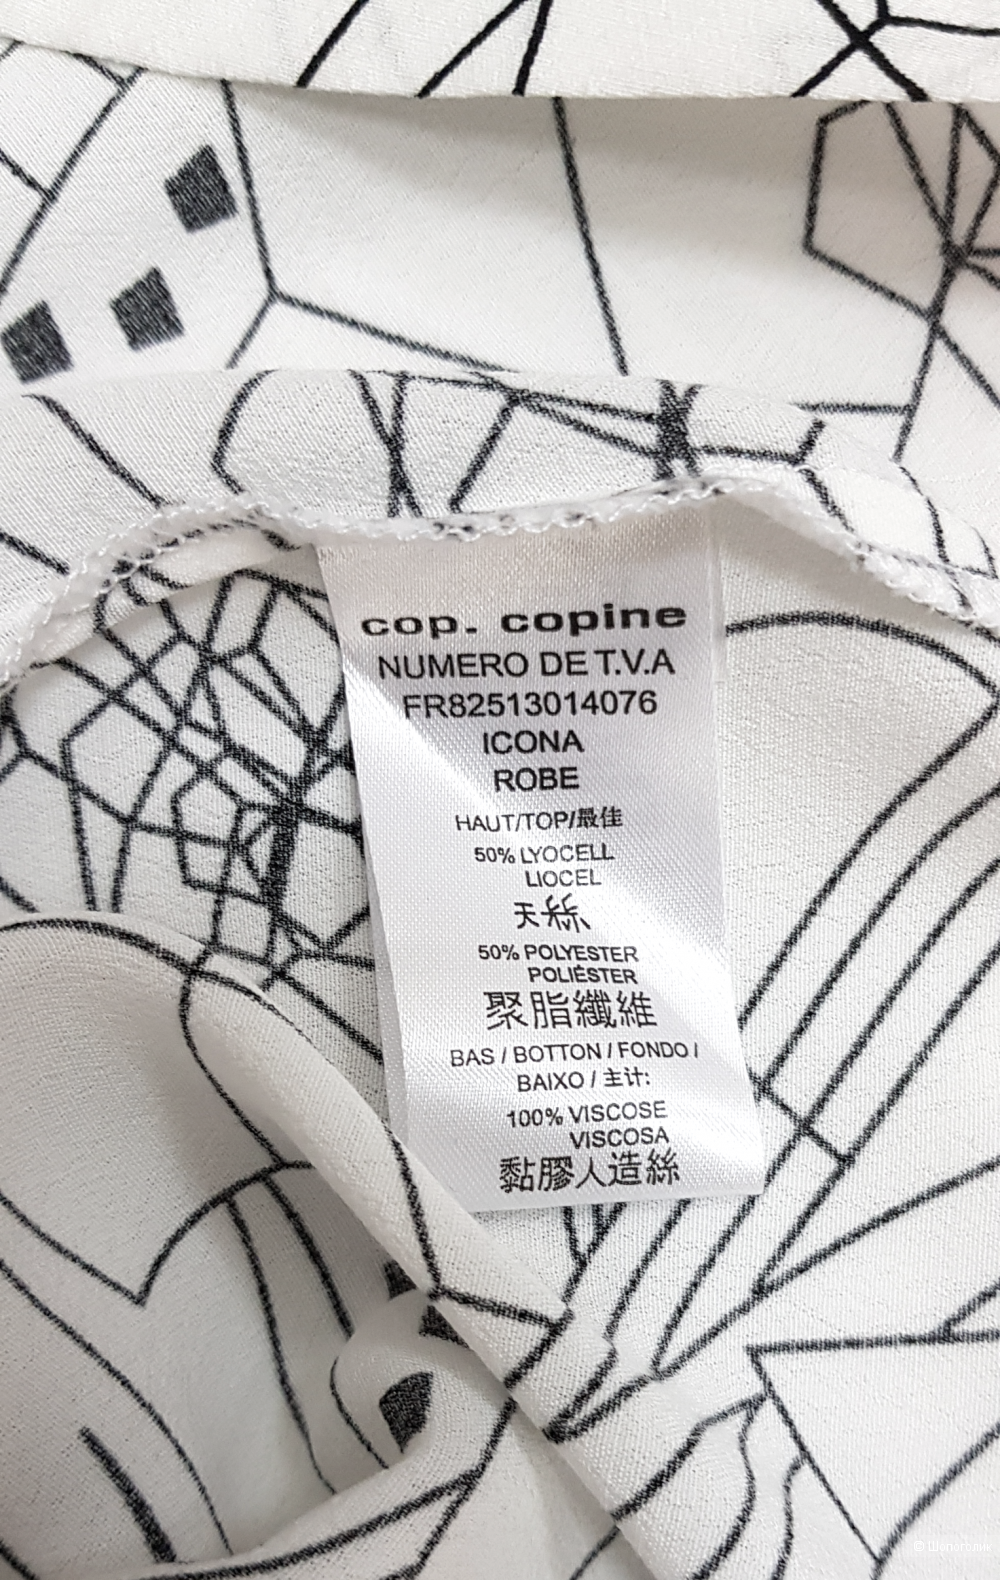 cop. copine
NUMERO DE T.V.A
FR82513014076
ICONA
ROBE
HAUT/TOP/最佳
50% LYOCELL
LIOCEL
天絲
50% POLYESTER
POLIÉSTER
聚脂纖維
BAS / BOTTON / FONDO /
BAIXO / 主计:
100% VISCOSE
VISCOSA
黏膠人造絲
© Шопоголик